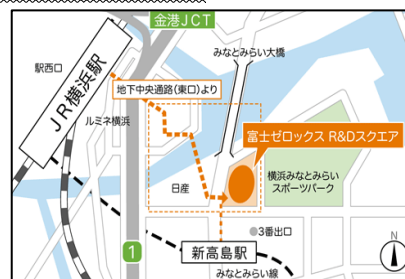 金港JCT
みなとみらい大橋
駅西口
JR横浜駅
地下中央通路(東口)より
ルミネ横浜
富士ゼロックス R&Dスクエア
日産
横浜みなとみらい
スポーツパーク
3番出口
1
新高島駅
みなとみらい線
N